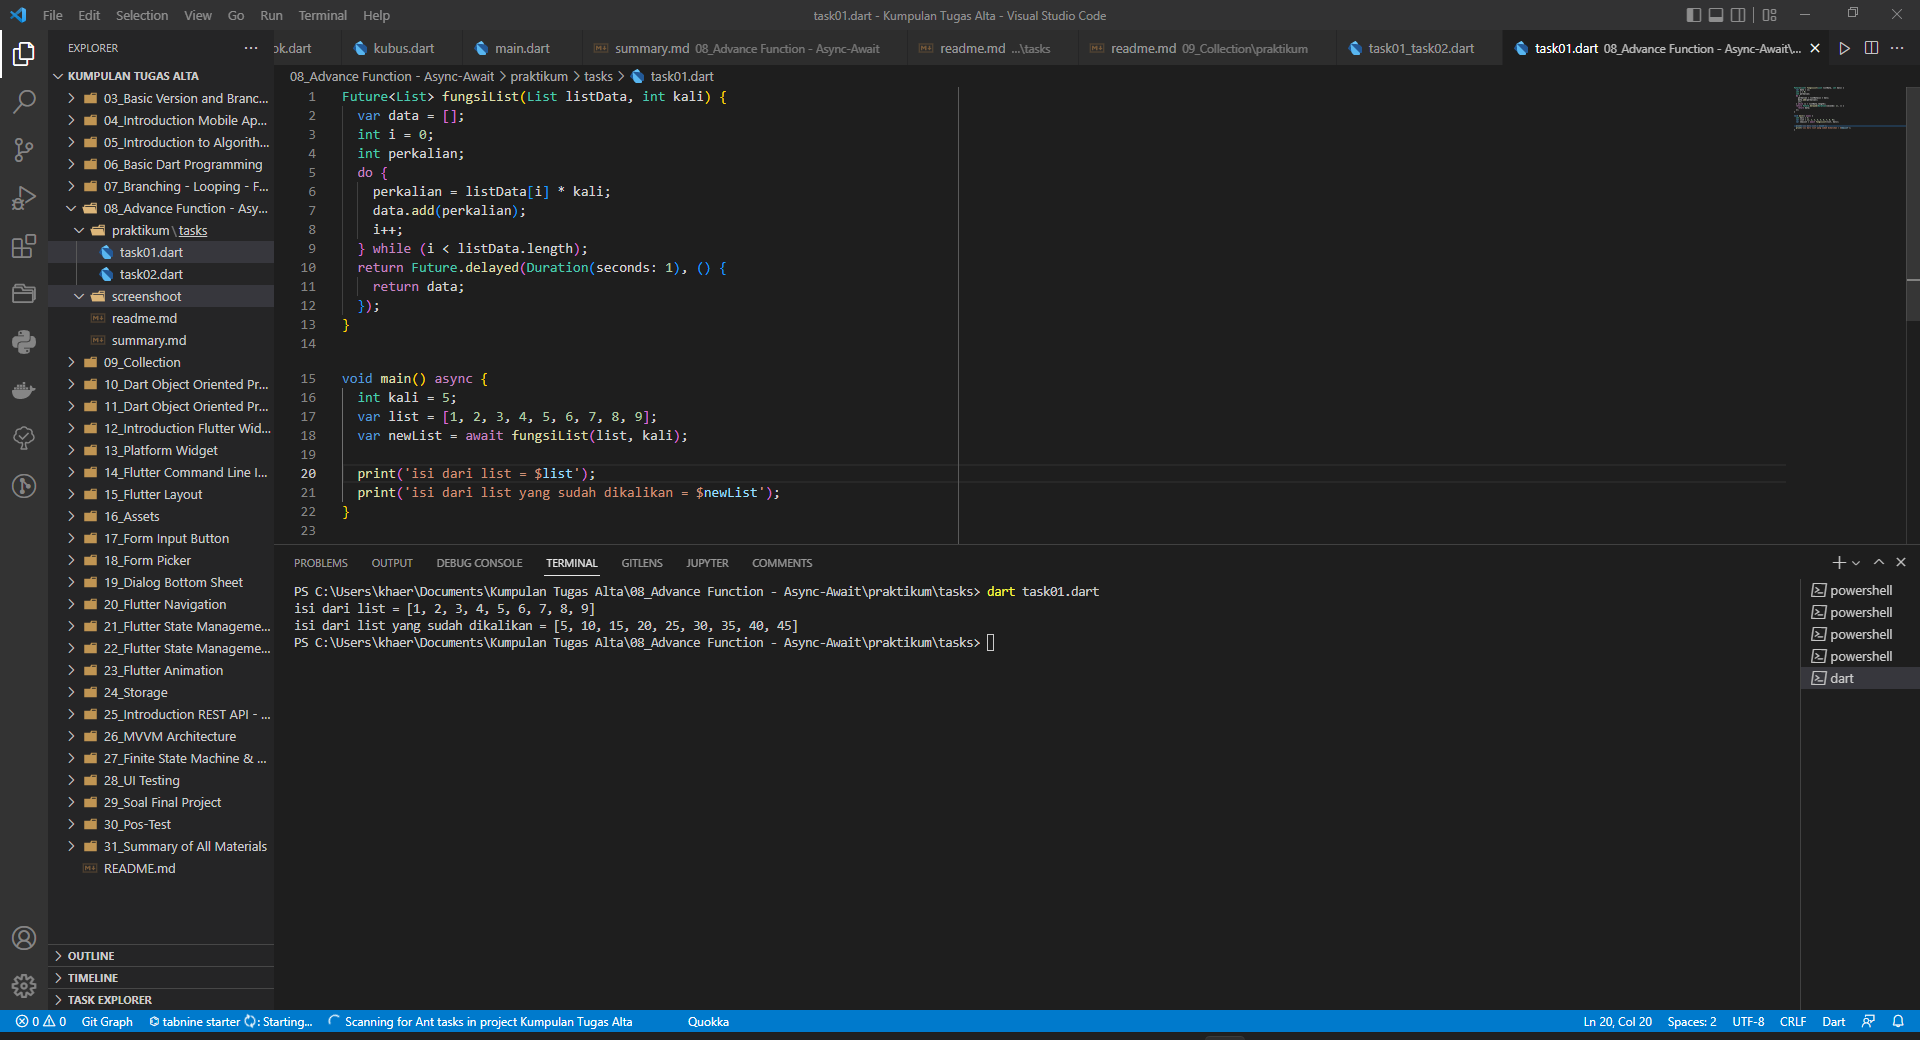 File Edit Selection View Go Run Terminal Help
task01.dart - Kumpulan Tugas Alta - Visual Studio Code
EXPLORER
ok.dart
kubus.dart
main.dart
summary.md 08_Advance Function - Async-Await
readme.md ...\tasks
readme.md 09_Collection\praktikum
task01_task02.dart
task01.dart 08_Advance Function - Async-Await\...
08_Advance Function - Async-Await > praktikum > tasks > task01.dart
KUMPULAN TUGAS ALTA
03_Basic Version and Branc...
04_Introduction Mobile Ap...
05_Introduction to Algorith...
06_Basic Dart Programming
07_Branching - Looping - F...
08_Advance Function - Asy...
praktikum\tasks
task01.dart
task02.dart
screenshoot
readme.md
summary.md
09_Collection
10_Dart Object Oriented Pr...
11_Dart Object Oriented Pr...
12_Introduction Flutter Wid...
13_Platform Widget
14_Flutter Command Line I...
15_Flutter Layout
16_Assets
17_Form Input Button
18_Form Picker
19_Dialog Bottom Sheet
20_Flutter Navigation
21_Flutter State Manageme...
22_Flutter State Manageme...
23_Flutter Animation
24_Storage
25_Introduction REST API - ...
26_MVVM Architecture
27_Finite State Machine & ...
28_UI Testing
29_Soal Final Project
30_Pos-Test
31_Summary of All Materials
README.md
OUTLINE
TIMELINE
TASK EXPLORER
1 Future<List> fungsiList(List listData, int kali) {
2 var data = [];
3 int i = 0;
4 int perkalian;
5 do {
6 perkalian = listData[i] * kali;
7 data.add(perkalian);
8 i++;
9 } while (i < listData.length);
10 return Future.delayed(Duration(seconds: 1), () {
11 return data;
12 });
13 }
14
15 void main() async {
16 int kali = 5;
17 var list = [1, 2, 3, 4, 5, 6, 7, 8, 9];
18 var newList = await fungsiList(list, kali);
19
20 print('isi dari list = $list');
21 print('isi dari list yang sudah dikalikan = $newList');
22 }
23
PROBLEMS OUTPUT DEBUG CONSOLE TERMINAL GITLENS JUPYTER COMMENTS
PS C:\Users\khaer\Documents\Kumpulan Tugas Alta\08_Advance Function - Async-Await\praktikum\tasks> dart task01.dart
isi dari list = [1, 2, 3, 4, 5, 6, 7, 8, 9]
isi dari list yang sudah dikalikan = [5, 10, 15, 20, 25, 30, 35, 40, 45]
PS C:\Users\khaer\Documents\Kumpulan Tugas Alta\08_Advance Function - Async-Await\praktikum\tasks>
powershell
powershell
powershell
powershell
dart
0 0 Git Graph tabnine starter : Starting... Scanning for Ant tasks in project Kumpulan Tugas Alta Quokka
Ln 20, Col 20 Spaces: 2 UTF-8 CRLF Dart